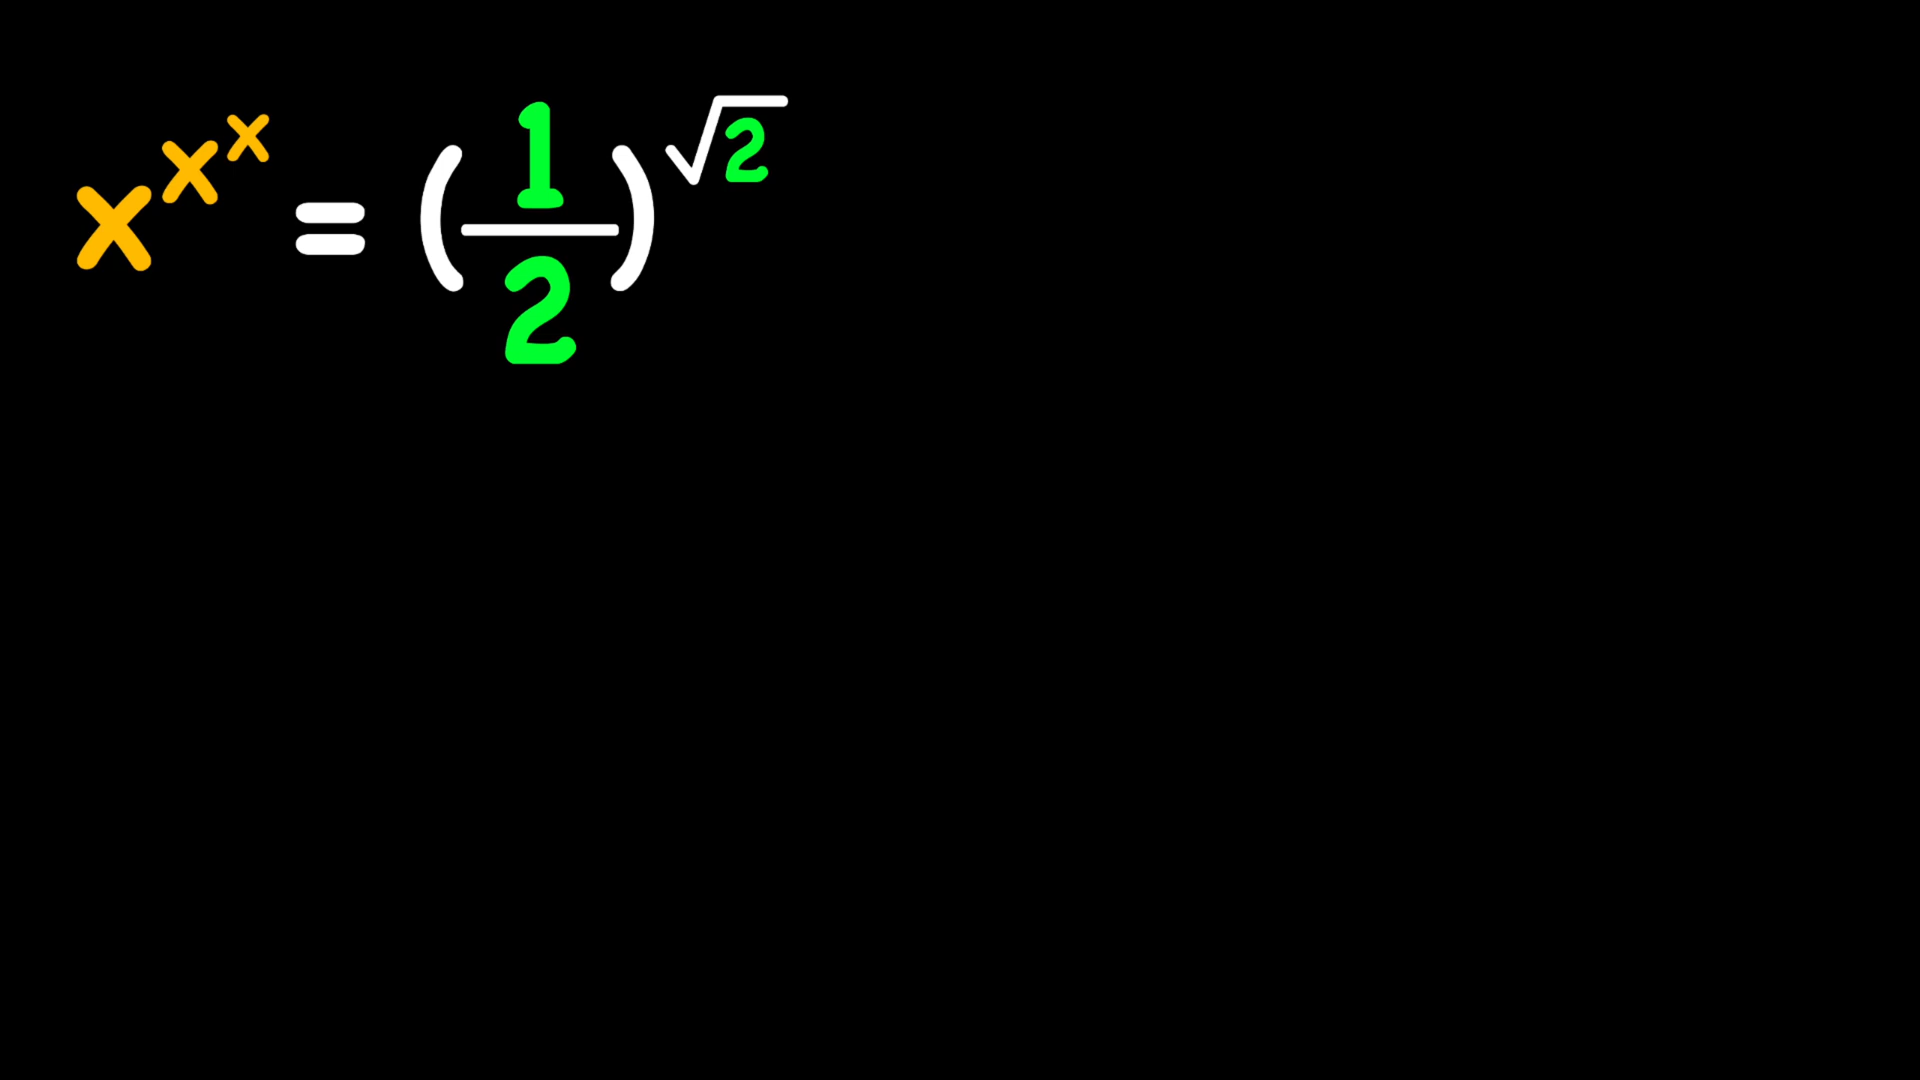 x^x^x = (1/2)^√2